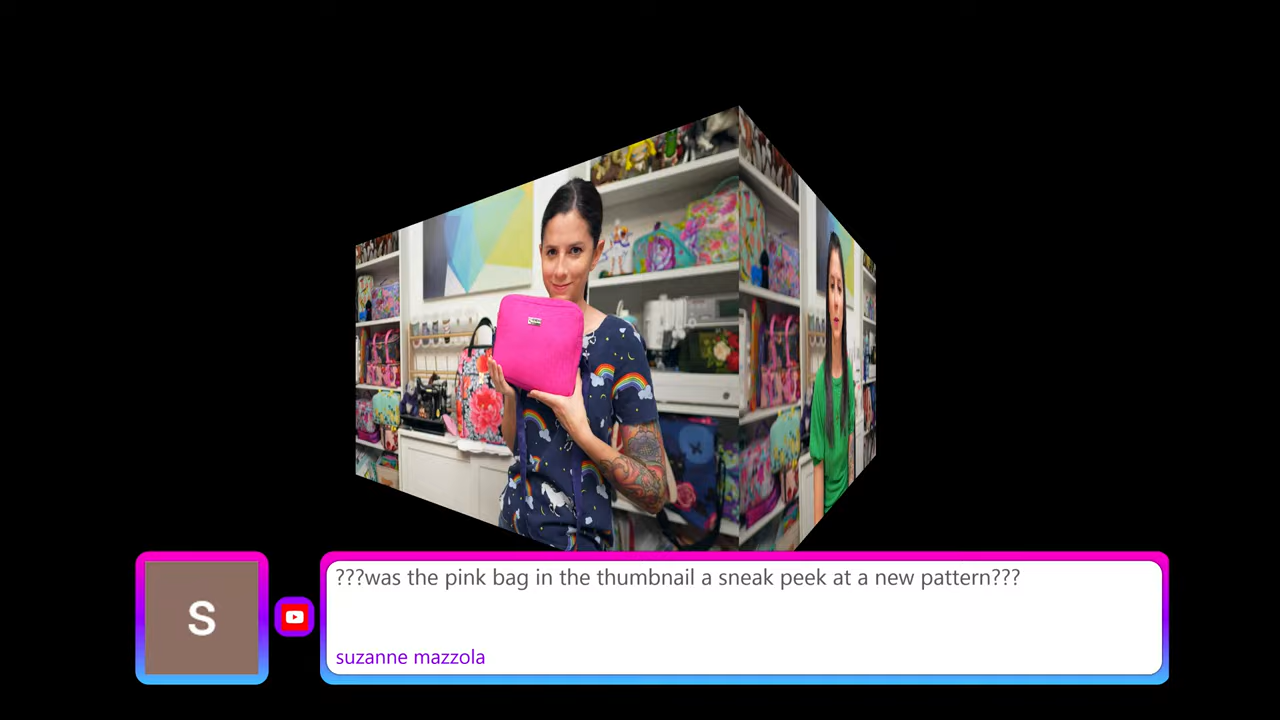 ???was the pink bag in the thumbnail a sneak peek at a new pattern???
S
suzanne mazzola